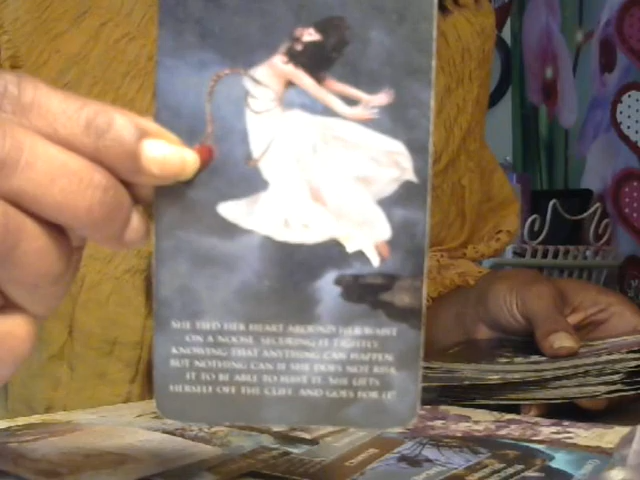 SHE TIED HER HEART AROUND HER WAIST
ON A NOOSE, SECURING IT TIGHTLY.
KNOWING THAT ANYTHING CAN HAPPEN
BUT NOTHING CAN IF SHE DOES NOT RISK
IT TO BE ABLE TO HAVE IT. SHE LIFTS
HERSELF OFF THE CLIFF AND GOES FOR IT